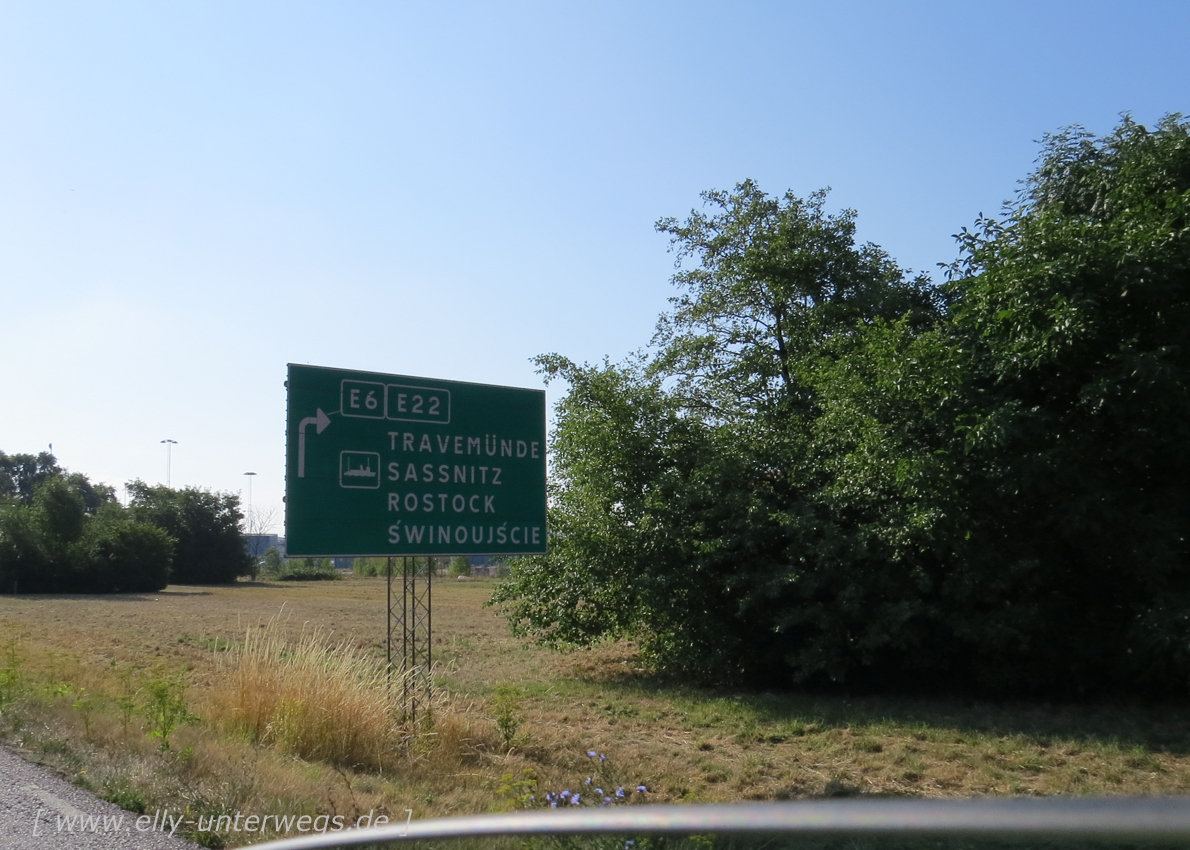 E6 E22
TRAVEMÜNDE
SASSNITZ
ROSTOCK
ŚWINOUJŚCIE
[ www.elly-unterwegs.de ]